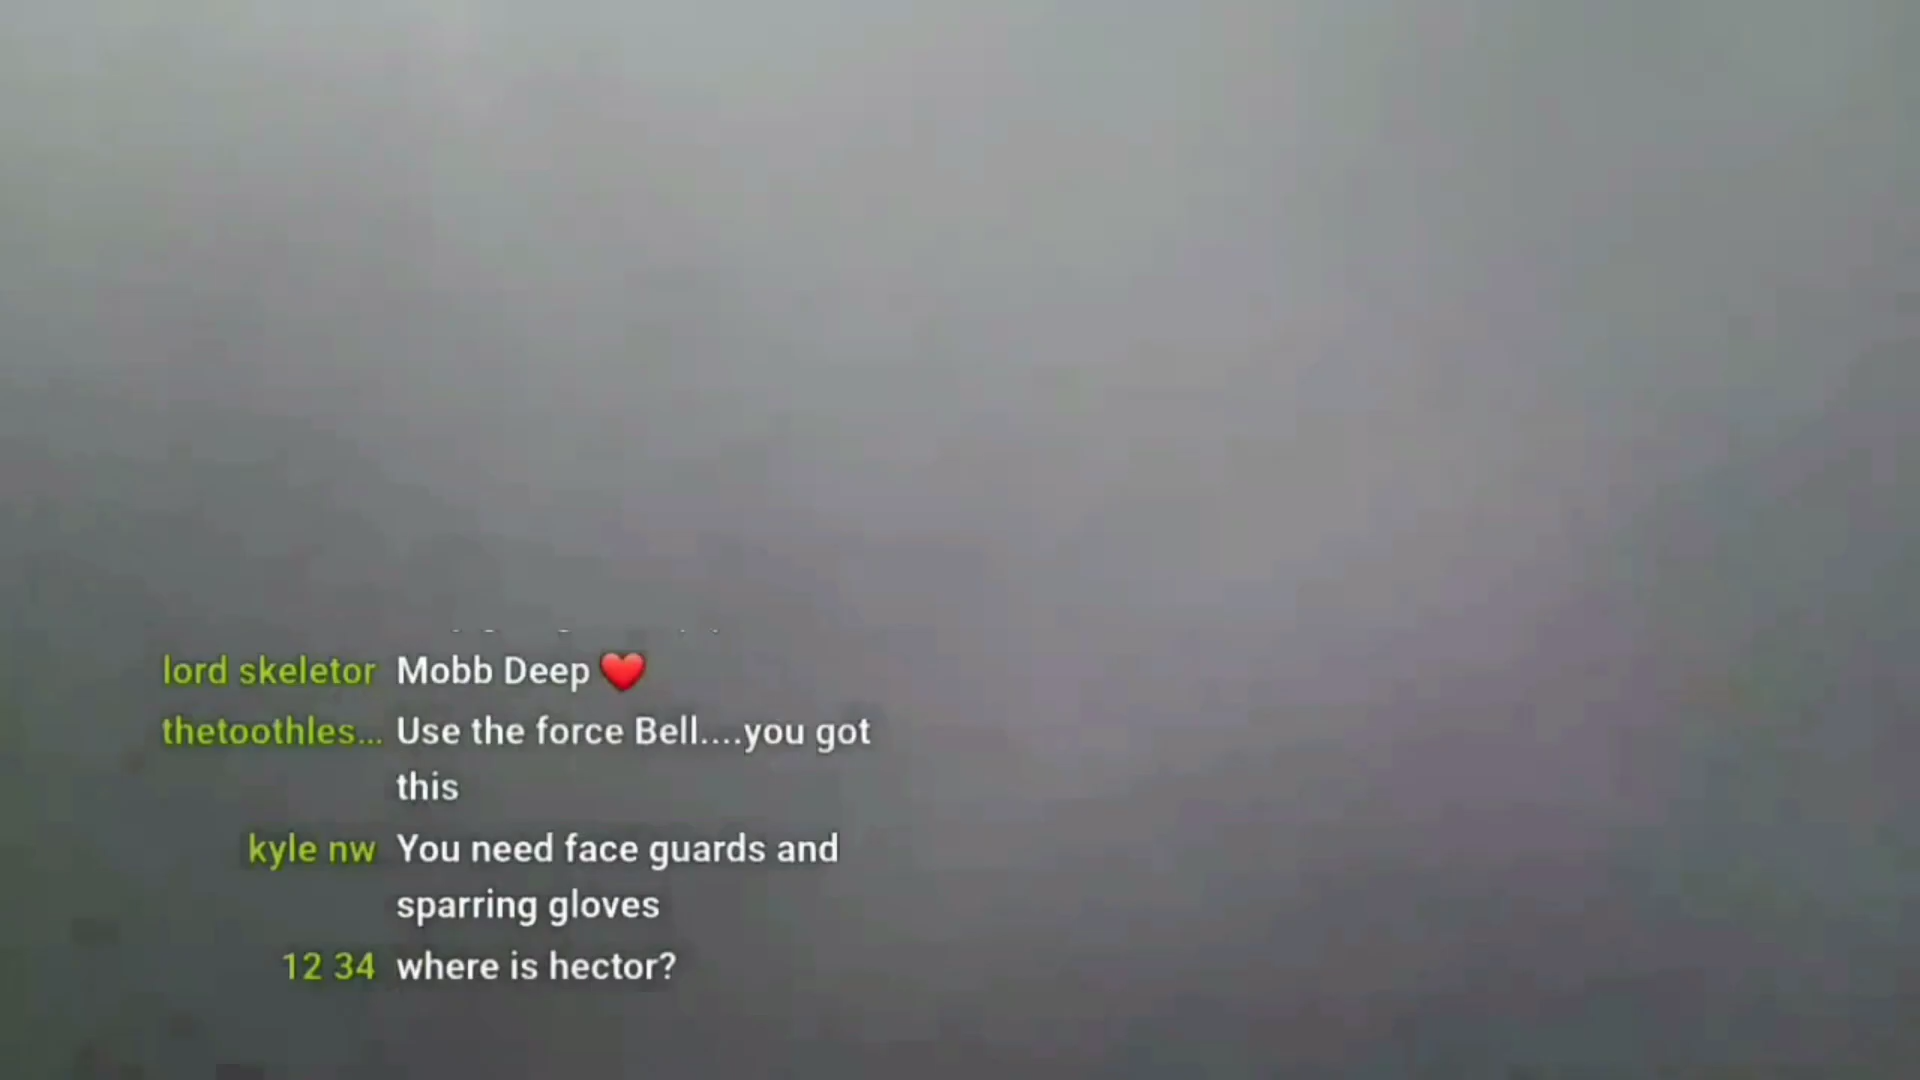 lord skeletor Mobb Deep ❤️
thetoothles... Use the force Bell....you got
this
kyle nw You need face guards and
sparring gloves
12 34 where is hector?